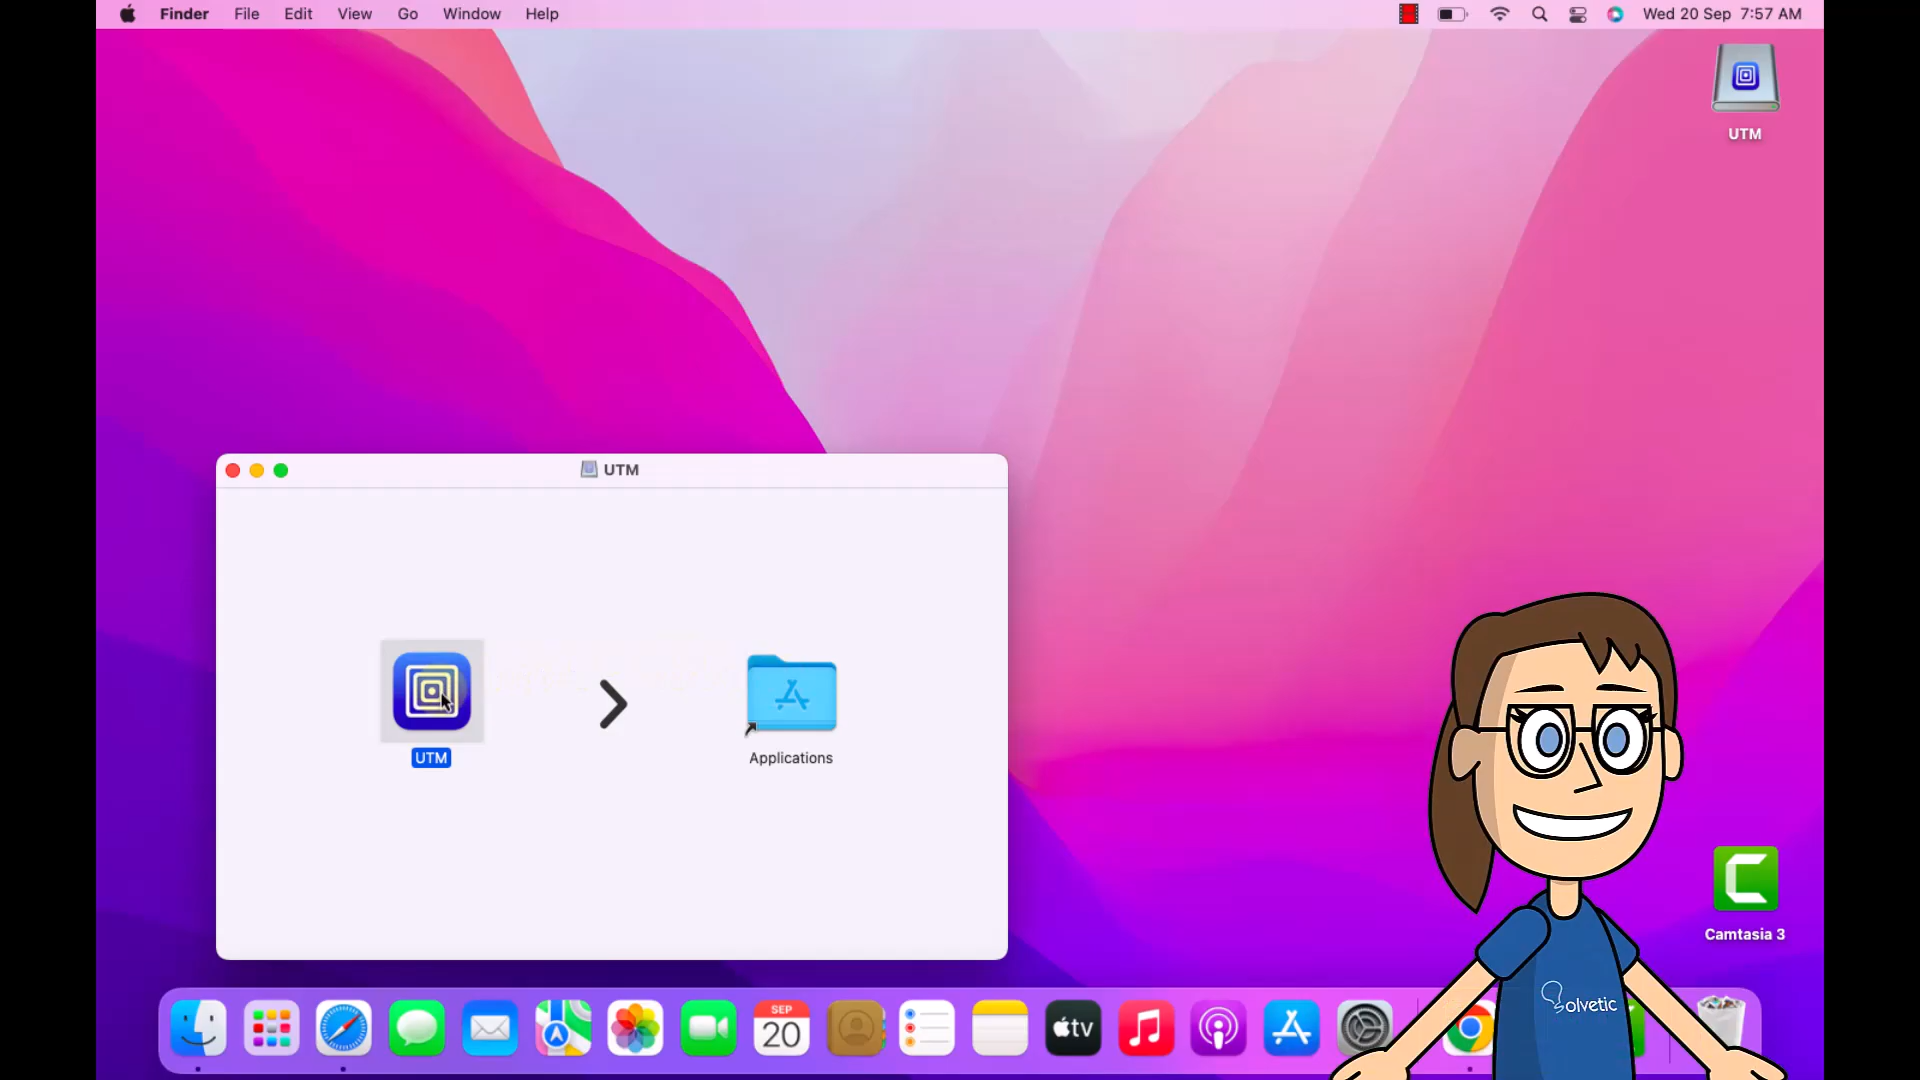 Finder File Edit View Go Window Help
Wed 20 Sep 7:57 AM
UTM
UTM
UTM
Applications
Camtasia 3
SEP
20
tv
Solvetic